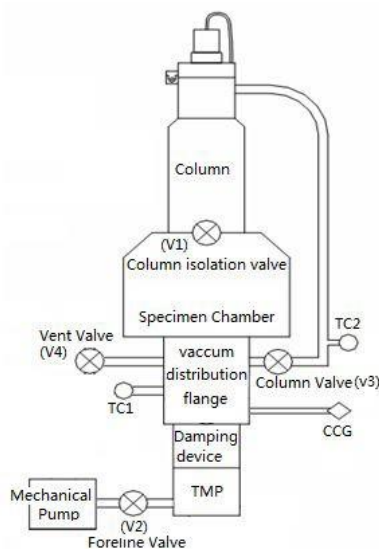 Column
(V1)
Column isolation valve
Specimen Chamber
TC2
Vent Valve
(V4)
vaccum
distribution
flange
Column Valve(v3)
TC1
CCG
Damping
device
Mechanical
Pump
TMP
(V2)
Foreline Valve